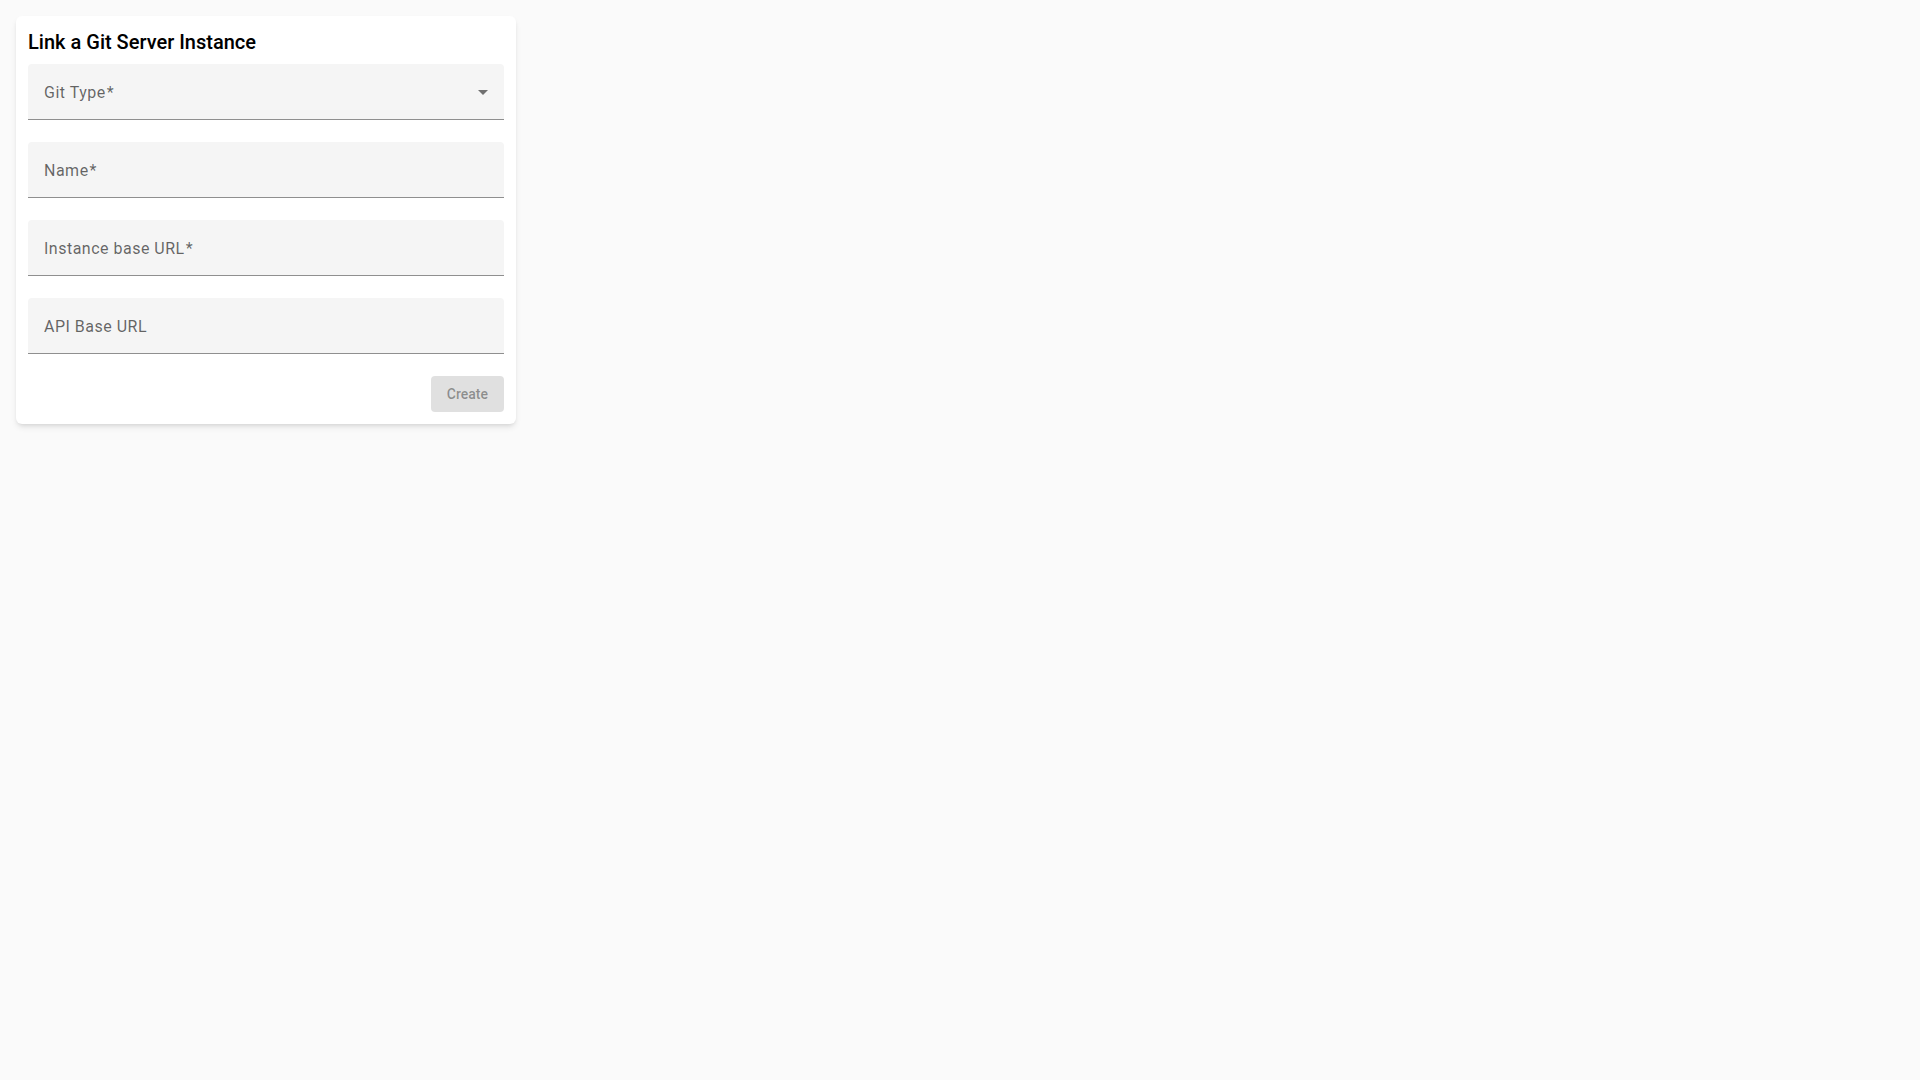 Link a Git Server Instance
Git Type*
Name*
Instance base URL*
API Base URL
Create